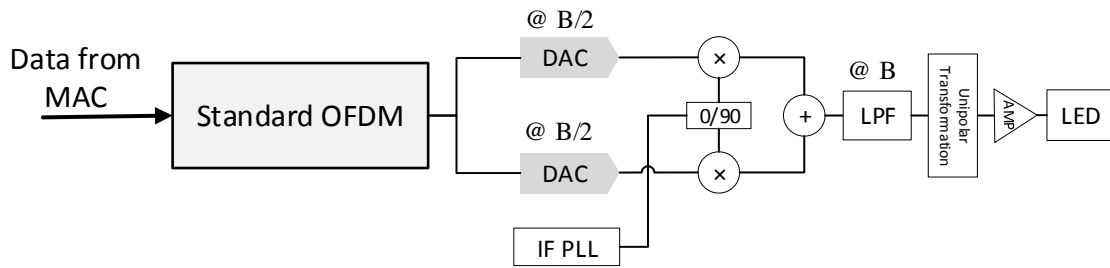 Data from
MAC
Standard OFDM
@ B/2
DAC
@ B/2
DAC
IF PLL
×
0/90
×
+
@ B
LPF
Unipolar
Transformation
AMP
LED